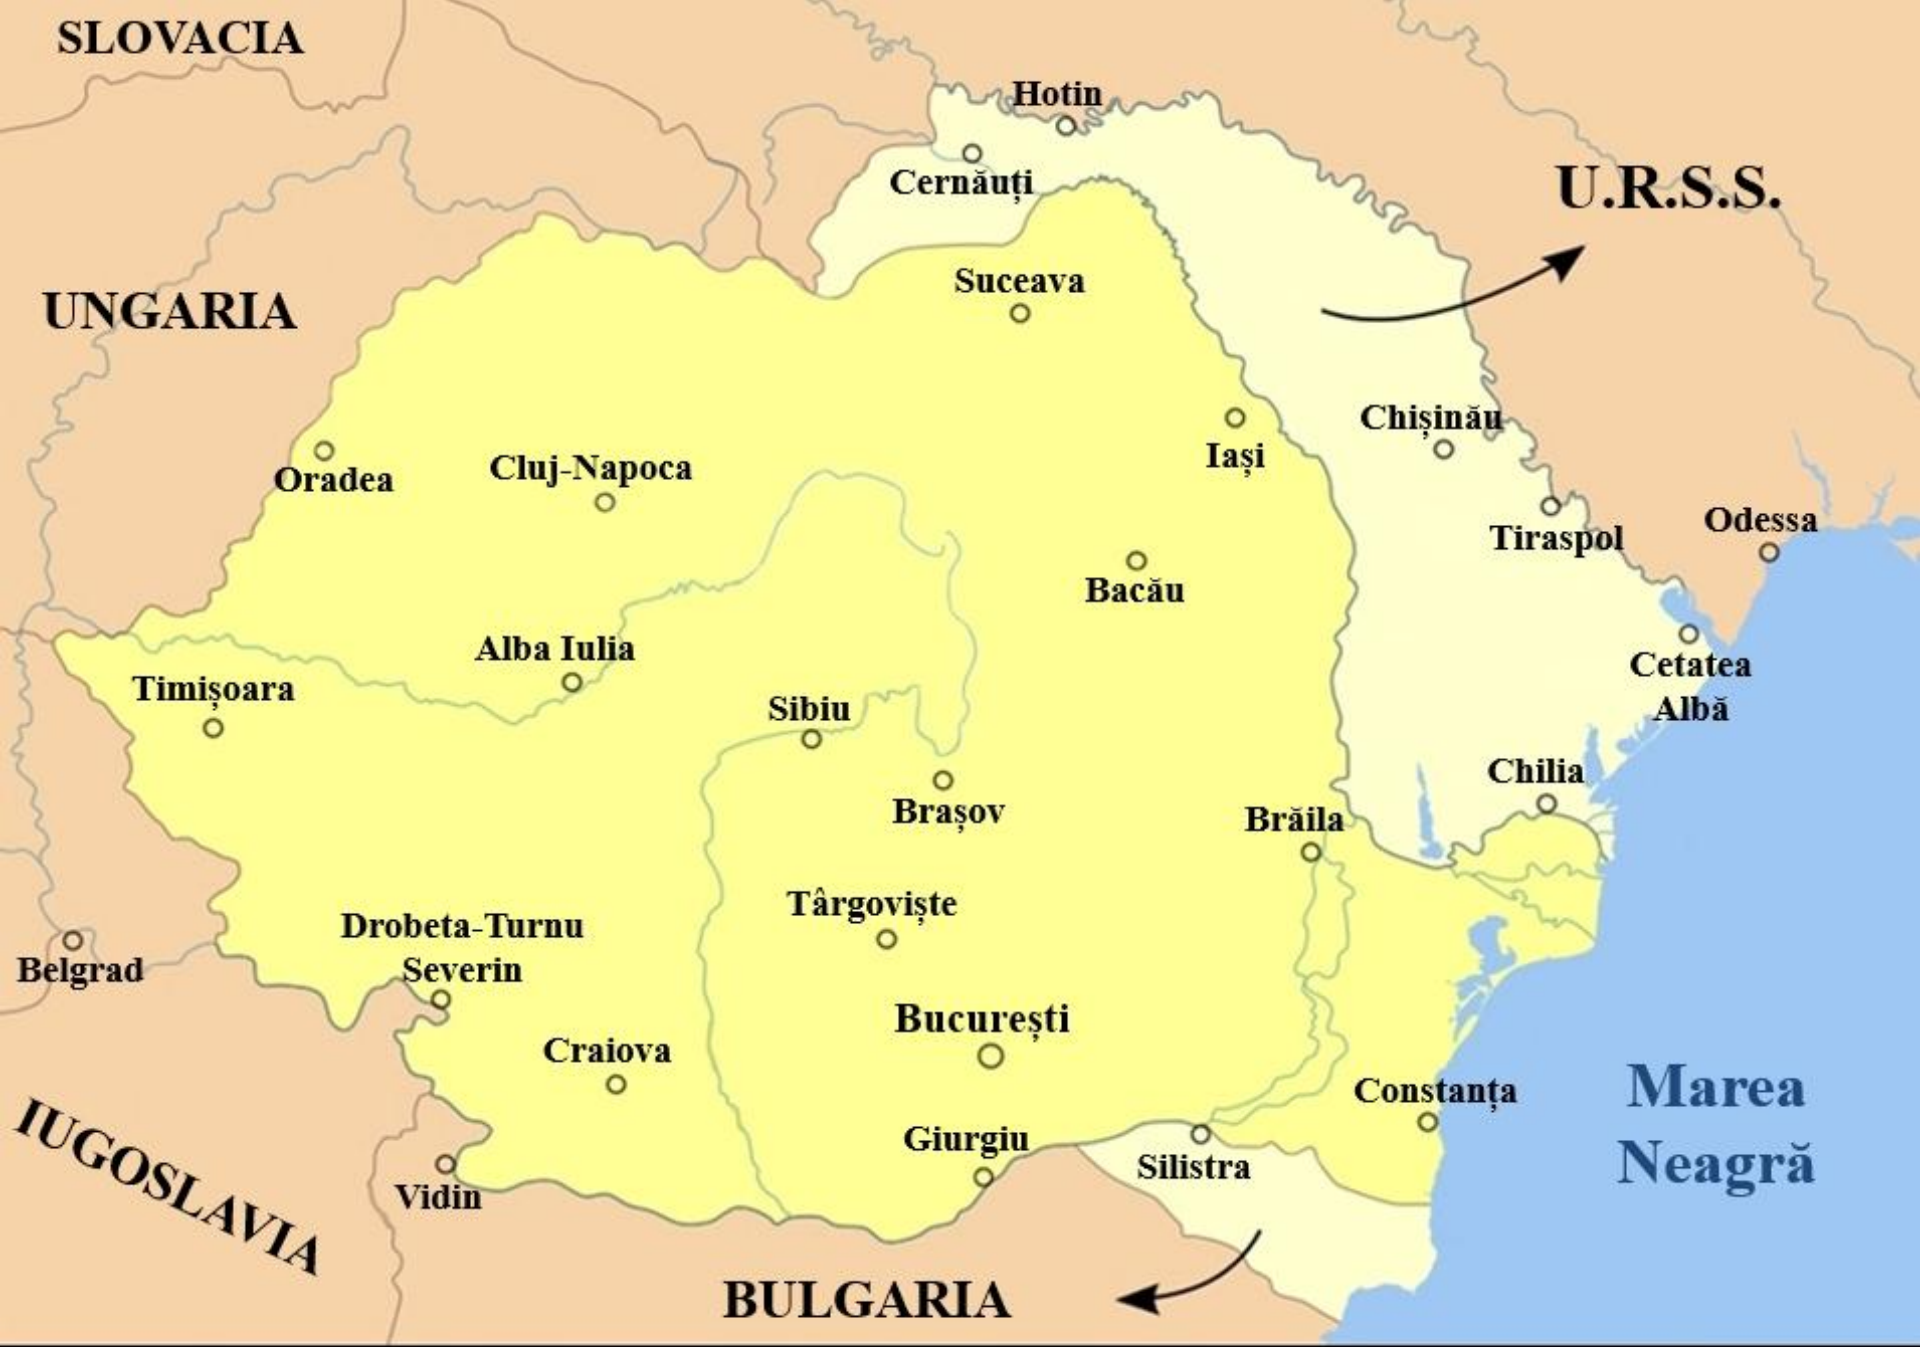 SLOVACIA
Hotin
Cernăuți
U.R.S.S.
Suceava
UNGARIA
Chișinău
Iași
Cluj-Napoca
Oradea
Odessa
Tiraspol
Bacău
Alba Iulia
Cetatea
Albă
Timișoara
Sibiu
Chilia
Brașov
Brăila
Târgoviște
Drobeta-Turnu
Severin
Belgrad
București
Craiova
Constanța
Marea
Neagră
Giurgiu
Silistra
IUGOSLAVIA
Vidin
BULGARIA